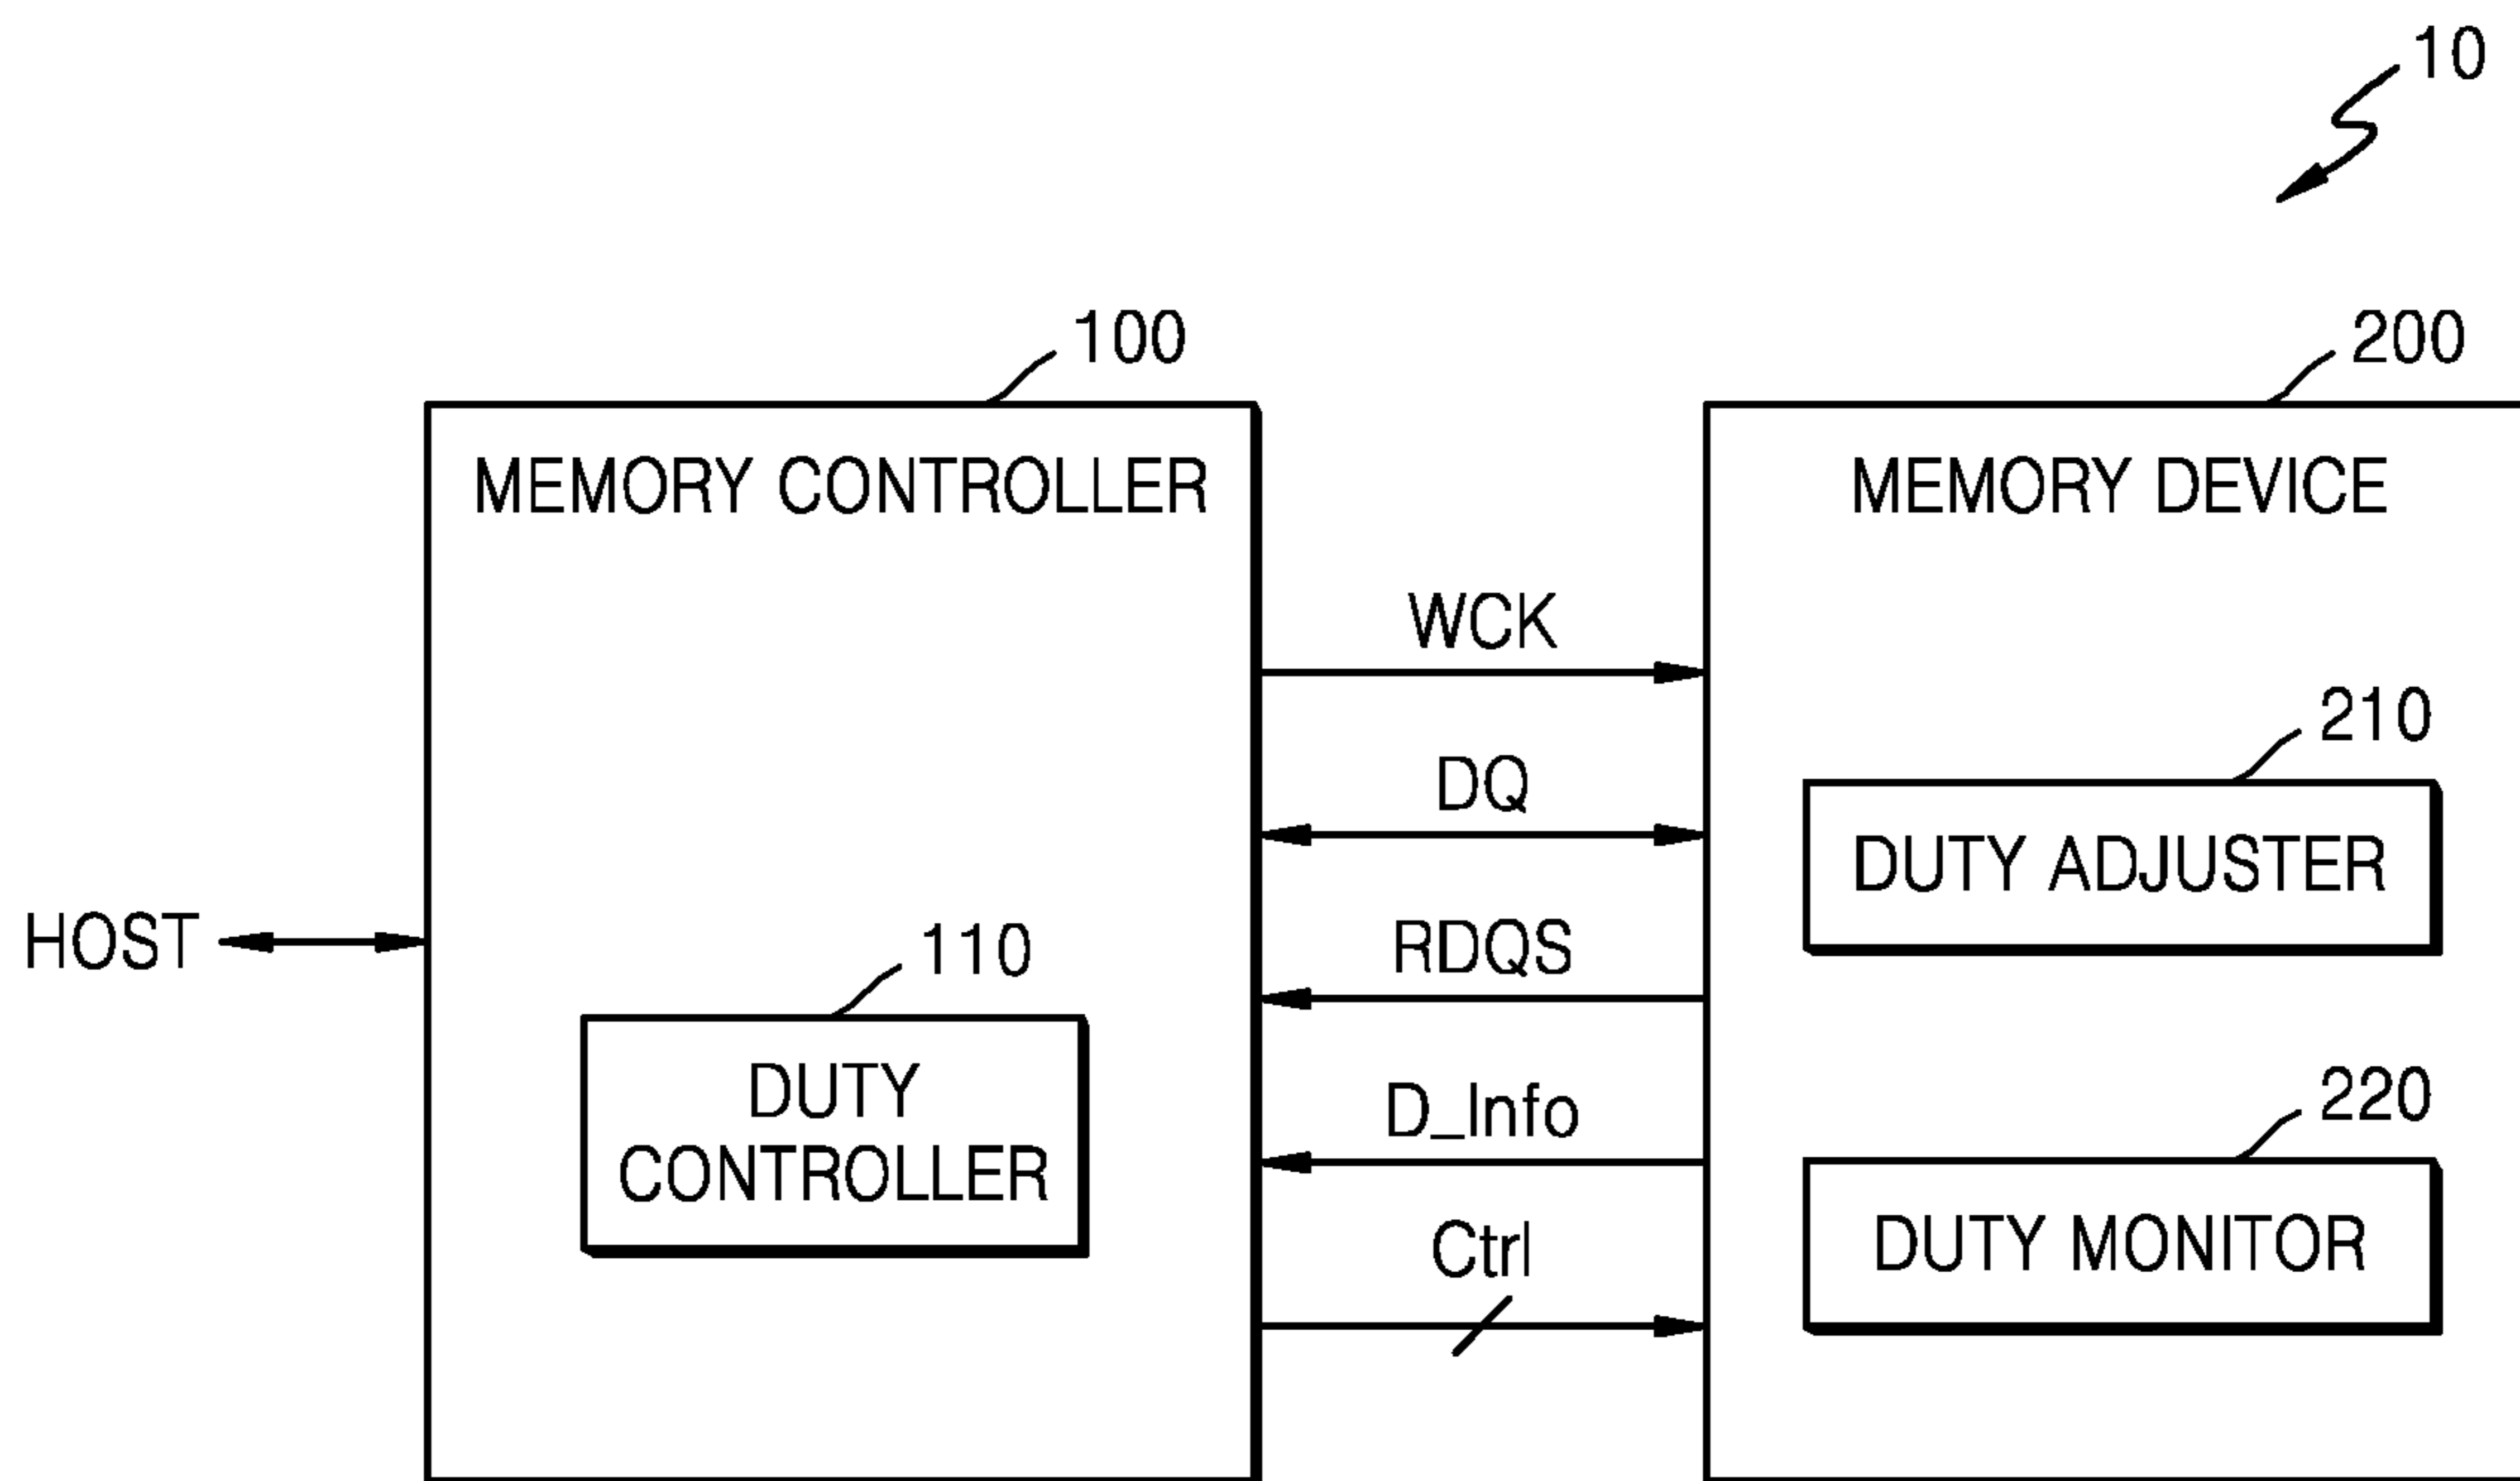 10
100
200
MEMORY CONTROLLER
MEMORY DEVICE
WCK
210
DQ
DUTY ADJUSTER
HOST
RDQS
110
DUTY
CONTROLLER
D_Info
220
Ctrl
DUTY MONITOR